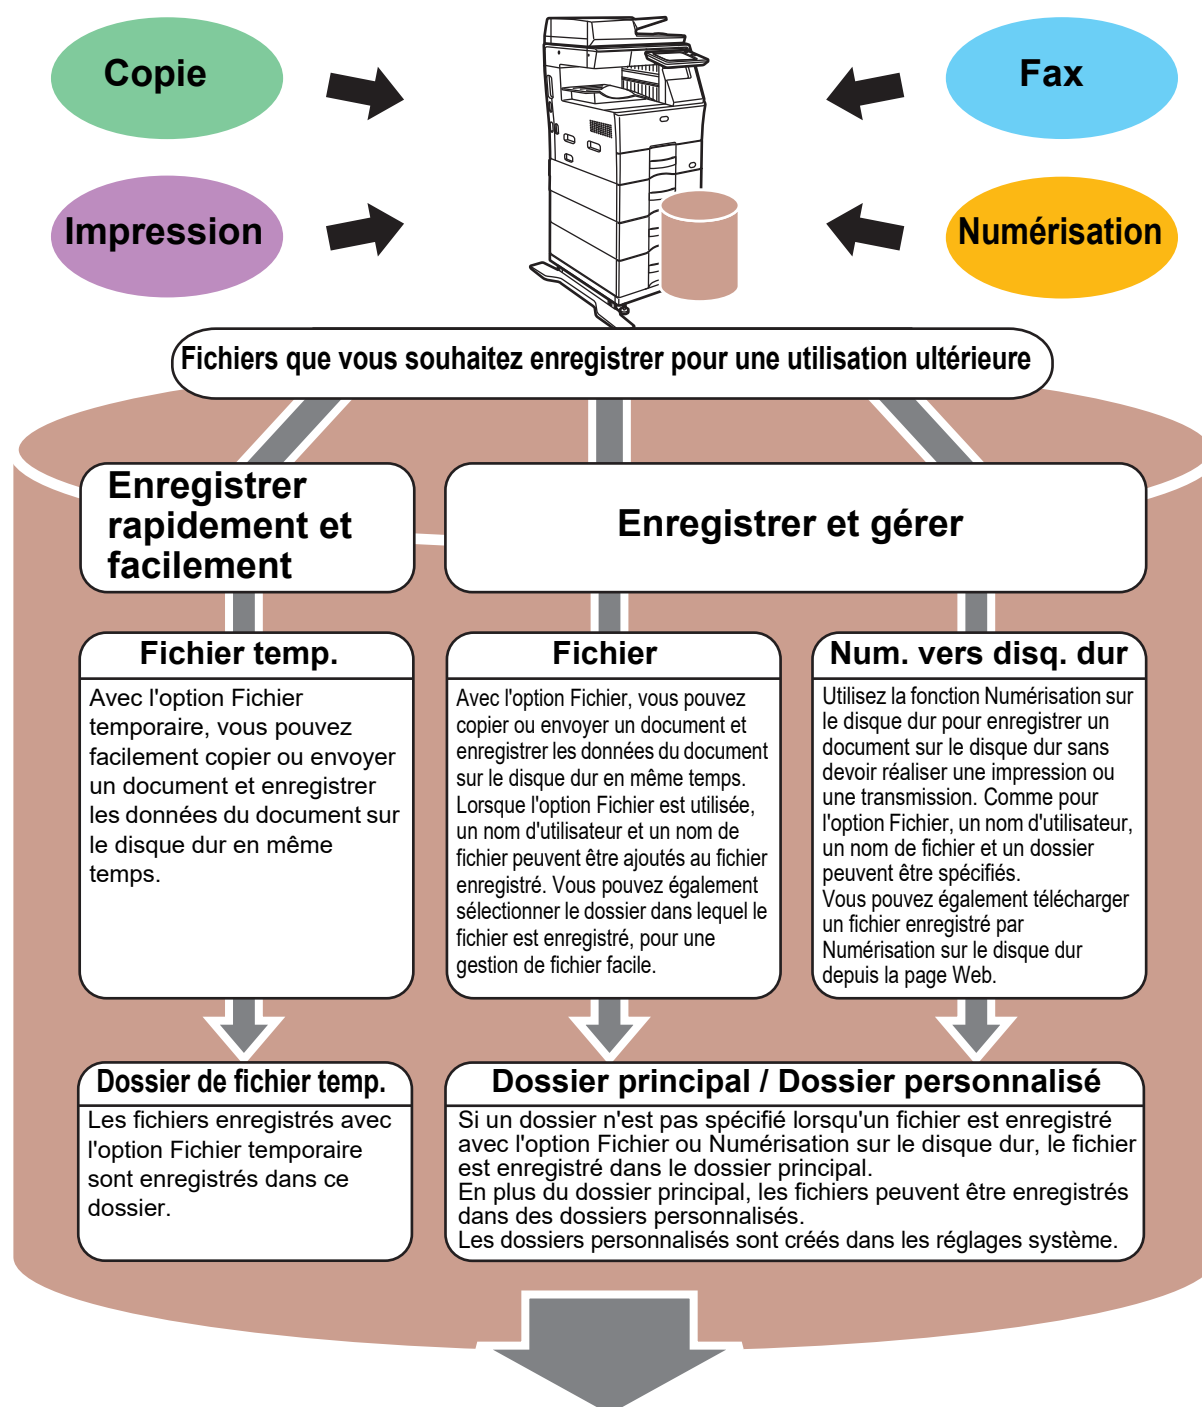 Copie
Fax
Impression
Numérisation
Fichiers que vous souhaitez enregistrer pour une utilisation ultérieure
Enregistrer
rapidement et
facilement
Enregistrer et gérer
Fichier temp.
Avec l'option Fichier
temporaire, vous pouvez
facilement copier ou envoyer
un document et enregistrer
les données du document sur
le disque dur en même
temps.
Fichier
Avec l'option Fichier, vous pouvez
copier ou envoyer un document et
enregistrer les données du document
sur le disque dur en même temps.
Lorsque l'option Fichier est utilisée,
un nom d'utilisateur et un nom de
fichier peuvent être ajoutés au fichier
enregistré. Vous pouvez également
sélectionner le dossier dans lequel le
fichier est enregistré, pour une
gestion de fichier facile.
Num. vers disq. dur
Utilisez la fonction Numérisation sur
le disque dur pour enregistrer un
document sur le disque dur sans
devoir réaliser une impression ou
une transmission. Comme pour
l'option Fichier, un nom d'utilisateur,
un nom de fichier et un dossier
peuvent être spécifiés.
Vous pouvez également télécharger
un fichier enregistré par
Numérisation sur le disque dur
depuis la page Web.
Dossier de fichier temp.
Les fichiers enregistrés avec
l'option Fichier temporaire
sont enregistrés dans ce
dossier.
Dossier principal / Dossier personnalisé
Si un dossier n'est pas spécifié lorsqu'un fichier est enregistré
avec l'option Fichier ou Numérisation sur le disque dur, le fichier
est enregistré dans le dossier principal.
En plus du dossier principal, les fichiers peuvent être enregistrés
dans des dossiers personnalisés.
Les dossiers personnalisés sont créés dans les réglages système.